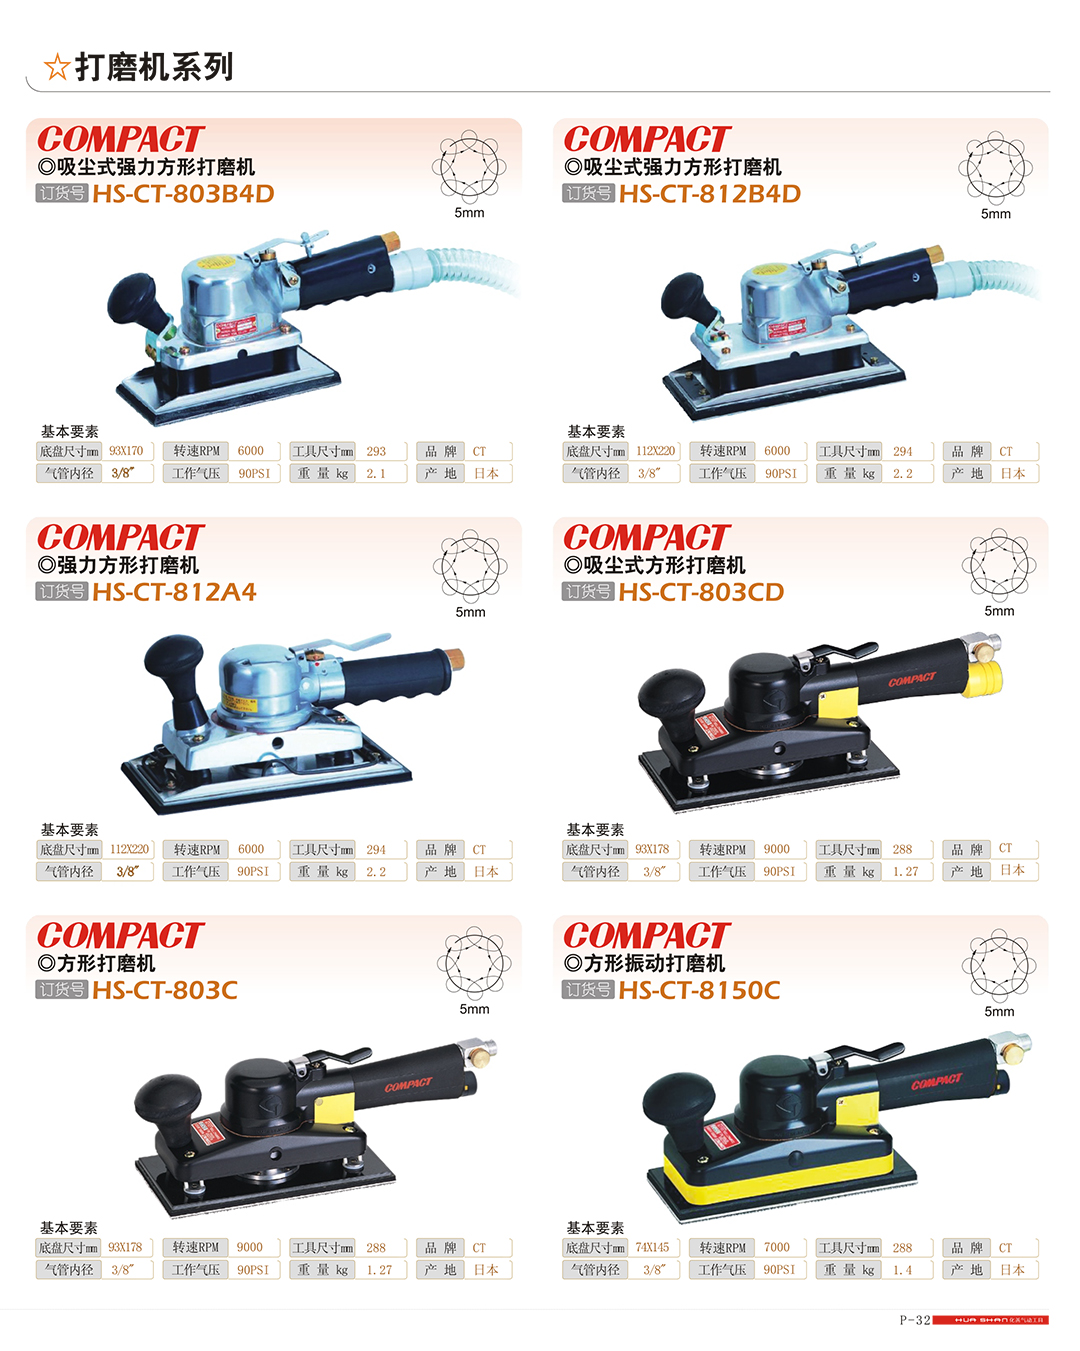 ☆打磨机系列
COMPACT
◎吸尘式强力方形打磨机
订货号 HS-CT-803B4D
5mm
基本要素
底盘尺寸mm 93X170 转速RPM 6000 工具尺寸mm 293 品 牌 CT
气管内径 3/8" 工作气压 90PSI 重 量 kg 2.1 产 地 日本
COMPACT
◎吸尘式强力方形打磨机
订货号 HS-CT-812B4D
5mm
基本要素
底盘尺寸mm 112X220 转速RPM 6000 工具尺寸mm 294 品 牌 CT
气管内径 3/8" 工作气压 90PSI 重 量 kg 2.2 产 地 日本
COMPACT
◎强力方形打磨机
订货号 HS-CT-812A4
5mm
基本要素
底盘尺寸mm 112X220 转速RPM 6000 工具尺寸mm 294 品 牌 CT
气管内径 3/8" 工作气压 90PSI 重 量 kg 2.2 产 地 日本
COMPACT
◎吸尘式方形打磨机
订货号 HS-CT-803CD
5mm
COMPACT
基本要素
底盘尺寸mm 93X178 转速RPM 9000 工具尺寸mm 288 品 牌 CT
气管内径 3/8" 工作气压 90PSI 重 量 kg 1.27 产 地 日本
COMPACT
◎方形打磨机
订货号 HS-CT-803C
5mm
COMPACT
基本要素
底盘尺寸mm 93X178 转速RPM 9000 工具尺寸mm 288 品 牌 CT
气管内径 3/8" 工作气压 90PSI 重 量 kg 1.27 产 地 日本
COMPACT
◎方形振动打磨机
订货号 HS-CT-8150C
5mm
COMPACT
基本要素
底盘尺寸mm 74X145 转速RPM 7000 工具尺寸mm 288 品 牌 CT
气管内径 3/8" 工作气压 90PSI 重 量 kg 1.4 产 地 日本
P-32 HUA SHAN 化善气动工具